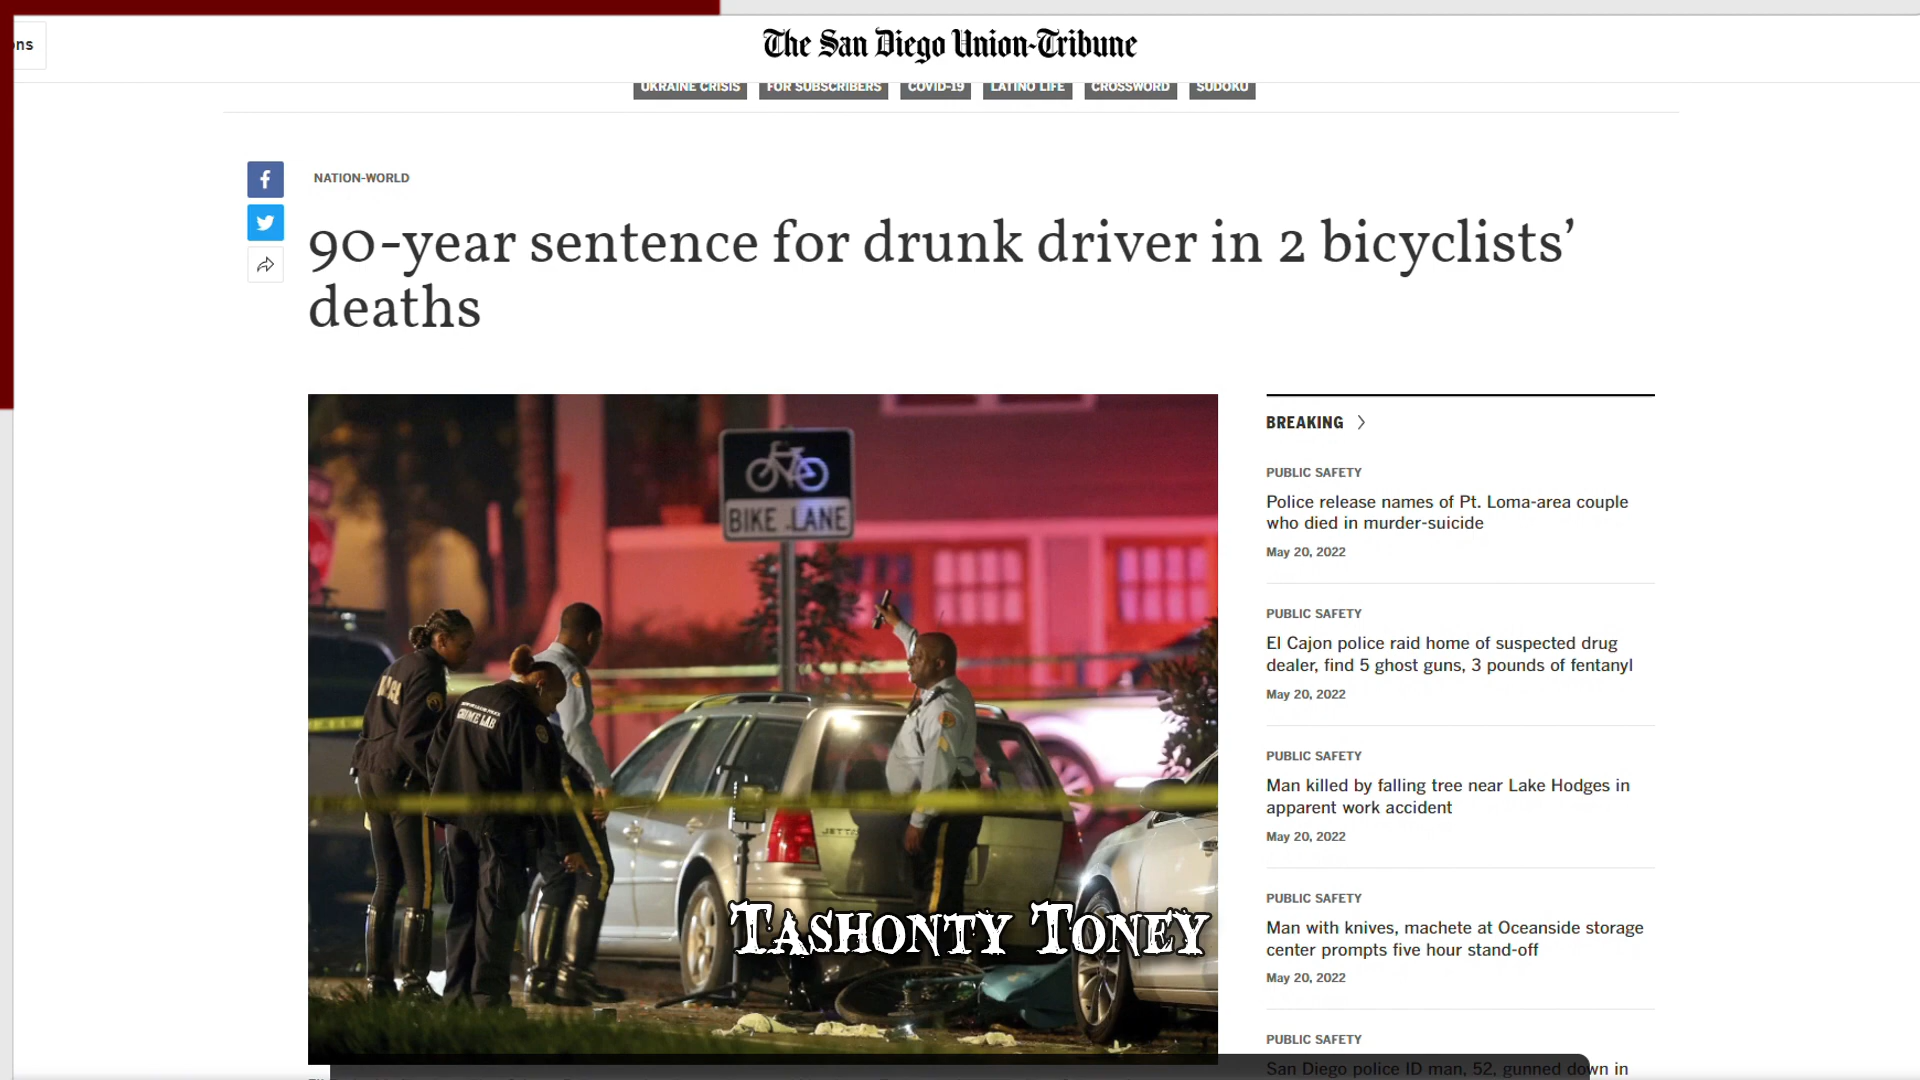 ons
The San Diego Union-Tribune
UKRAINE CRISIS
FOR SUBSCRIBERS
COVID-19
LATINO LIFE
CROSSWORD
SUDOKU
NATION-WORLD
90-year sentence for drunk driver in 2 bicyclists’
deaths
BIKE LANE
CRIME LAB
JETTA
TASHONTY TONEY
BREAKING
PUBLIC SAFETY
Police release names of Pt. Loma-area couple
who died in murder-suicide
May 20, 2022
PUBLIC SAFETY
El Cajon police raid home of suspected drug
dealer, find 5 ghost guns, 3 pounds of fentanyl
May 20, 2022
PUBLIC SAFETY
Man killed by falling tree near Lake Hodges in
apparent work accident
May 20, 2022
PUBLIC SAFETY
Man with knives, machete at Oceanside storage
center prompts five hour stand-off
May 20, 2022
PUBLIC SAFETY
San Diego police ID man, 52, gunned down in